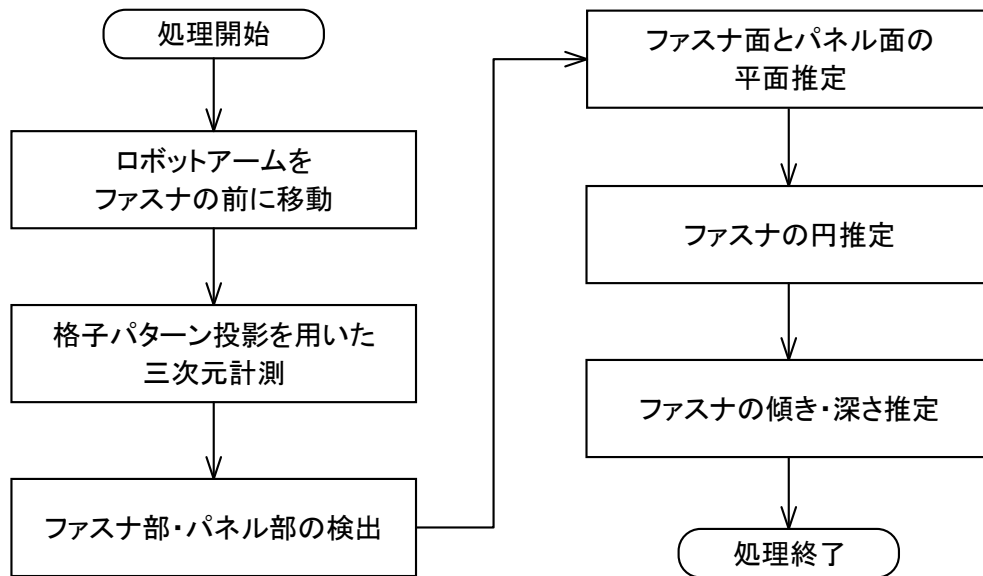 処理開始
ロボットアームを
ファスナの前に移動
格子パターン投影を用いた
三次元計測
ファスナ部・パネル部の検出
ファスナ面とパネル面の
平面推定
ファスナの円推定
ファスナの傾き・深さ推定
処理終了